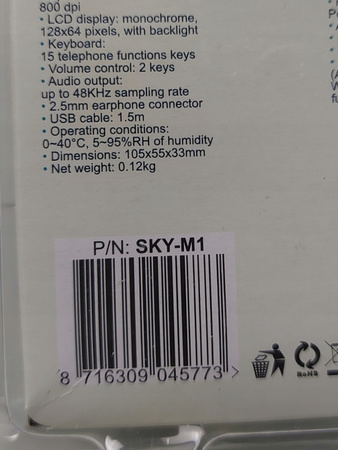 800 dpi
• LCD display: monochrome,
128x64 pixels, with backlight
• Keyboard:
15 telephone functions keys
• Volume control: 2 keys
• Audio output:
up to 48KHz sampling rate
• 2.5mm earphone connector
• USB cable: 1.5m
• Operating conditions:
0~40°C, 5~95%RH of humidity
• Dimensions: 105x55x33mm
• Net weight: 0.12kg
P/N: SKY-M1
8 716309 045773 >
RoHS